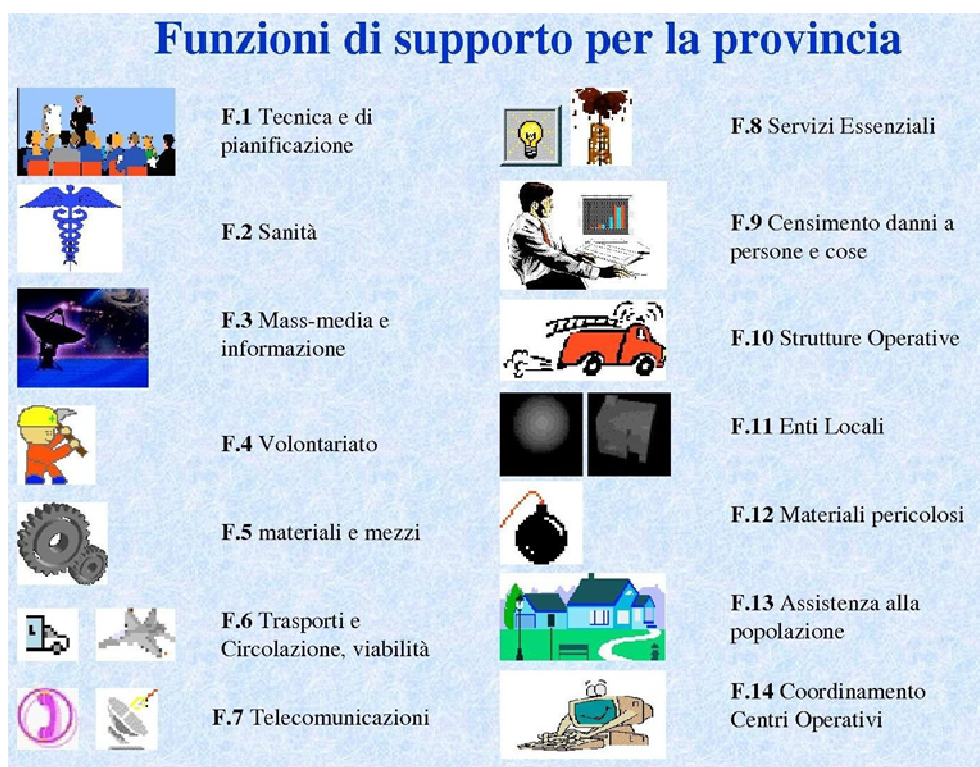 Funzioni di supporto per la provincia
F.1 Tecnica e di
pianificazione
F.2 Sanità
F.3 Mass-media e
informazione
F.4 Volontariato
F.5 materiali e mezzi
F.6 Trasporti e
Circolazione, viabilità
F.7 Telecomunicazioni
F.8 Servizi Essenziali
F.9 Censimento danni a
persone e cose
F.10 Strutture Operative
F.11 Enti Locali
F.12 Materiali pericolosi
F.13 Assistenza alla
popolazione
F.14 Coordinamento
Centri Operativi